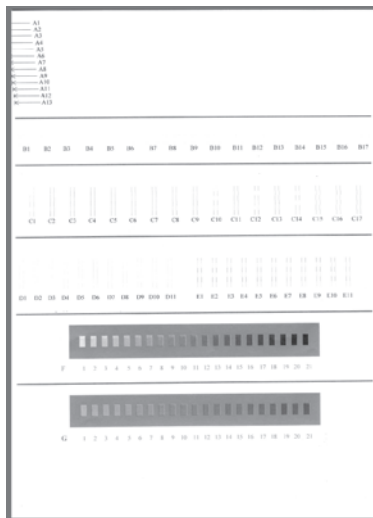 A1
A2
A3
A4
A5
A6
A7
A8
A9
A10
A11
A12
A13
B1 B2 B3 B4 B5 B6 B7 B8 B9 B10 B11 B12 B13 B14 B15 B16 B17
C1 C2 C3 C4 C5 C6 C7 C8 C9 C10 C11 C12 C13 C14 C15 C16 C17
D1 D2 D3 D4 D5 D6 D7 D8 D9 D10 D11 E1 E2 E3 E4 E5 E6 E7 E8 E9 E10 E11
F 1 2 3 4 5 6 7 8 9 10 11 12 13 14 15 16 17 18 19 20 21
G 1 2 3 4 5 6 7 8 9 10 11 12 13 14 15 16 17 18 19 20 21